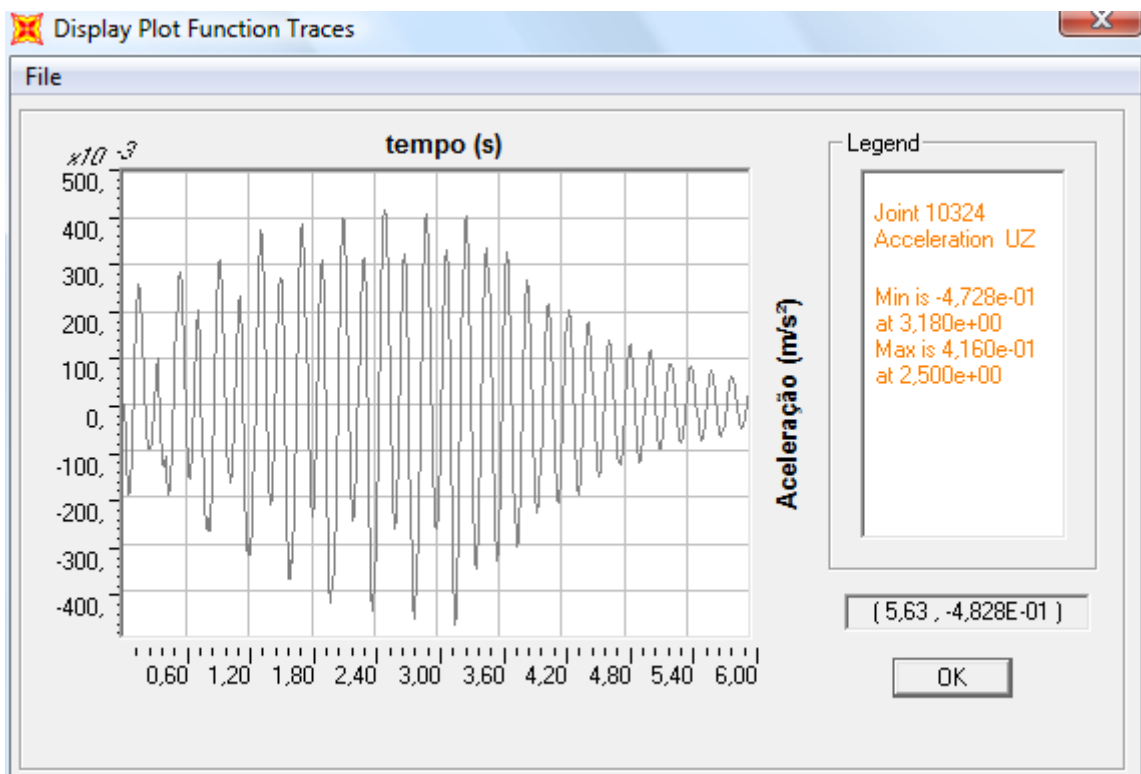 Display Plot Function Traces
X
File
x10 -3
tempo (s)
500,
400,
300,
200,
100,
0,
-100,
-200,
-300,
-400,
0,60 1,20 1,80 2,40 3,00 3,60 4,20 4,80 5,40 6,00
Aceleração (m/s²)
Legend
Joint 10324
Acceleration UZ
Min is -4,728e-01
at 3,180e+00
Max is 4,160e-01
at 2,500e+00
( 5,63 , -4,828E-01 )
OK